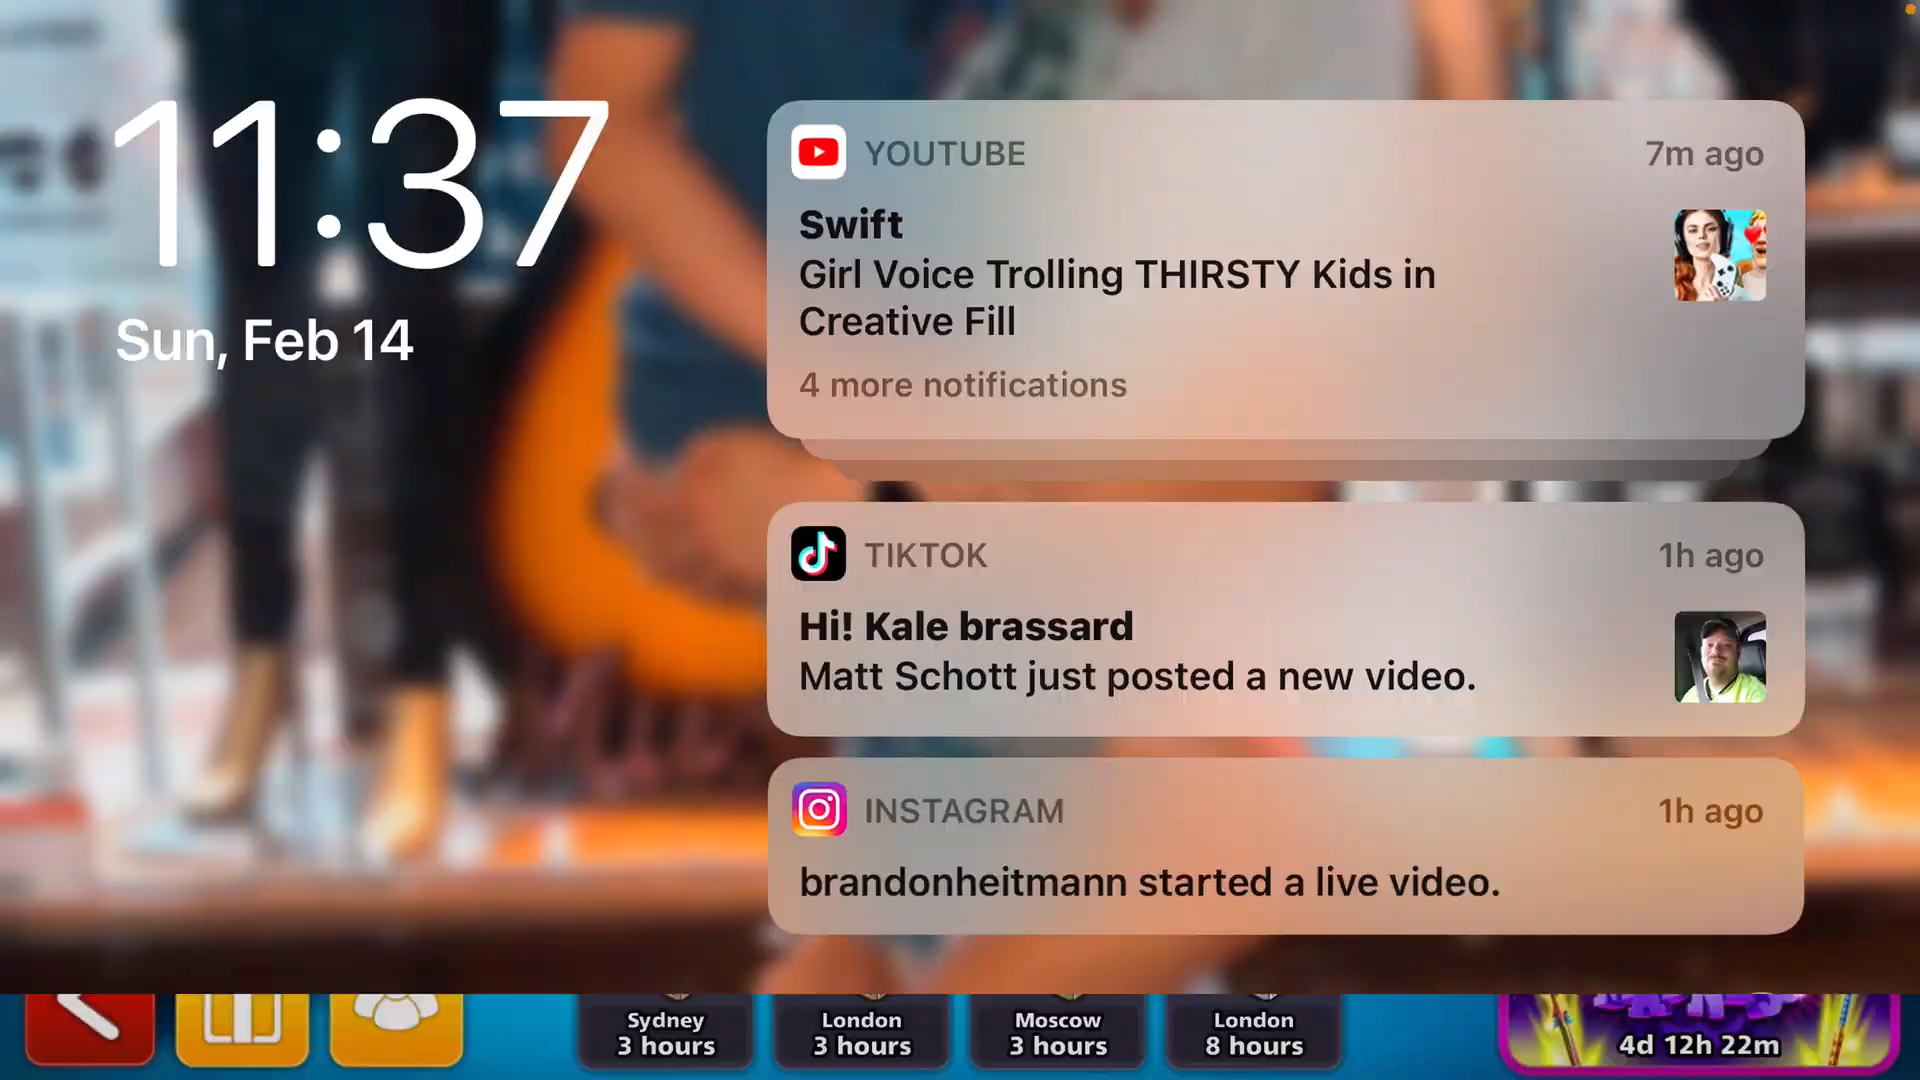 11:37
Sun, Feb 14
YOUTUBE
7m ago
Swift
Girl Voice Trolling THIRSTY Kids in
Creative Fill
4 more notifications
TIKTOK
1h ago
Hi! Kale brassard
Matt Schott just posted a new video.
INSTAGRAM
1h ago
brandonheitmann started a live video.
Sydney
3 hours
London
3 hours
Moscow
3 hours
London
8 hours
4d 12h 22m